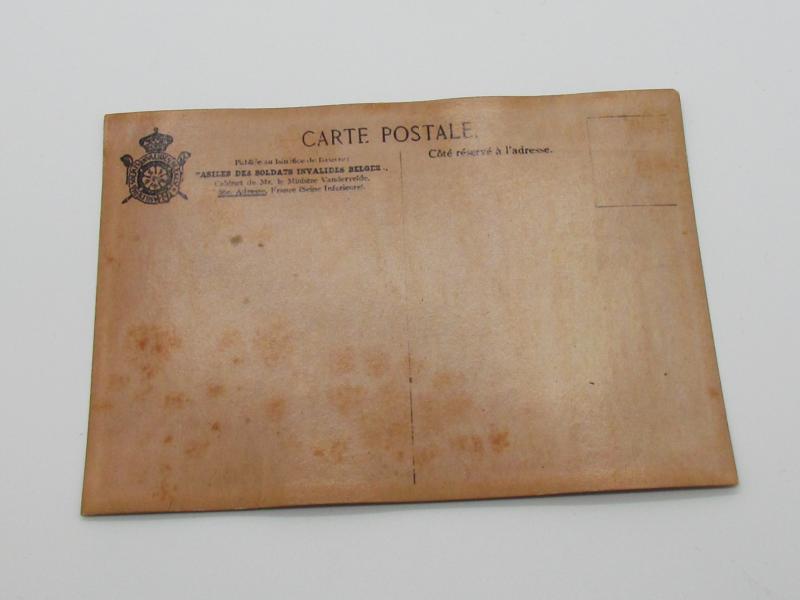 CARTE POSTALE.
Publiée au bénéfice de l'œuvre:
"ASILES DES SOLDATS INVALIDES BELGES",
Cabinet de Mr. le Ministre Vandervelde,
Ste. Adresse, France (Seine Inférieure).
Côté réservé à l'adresse.